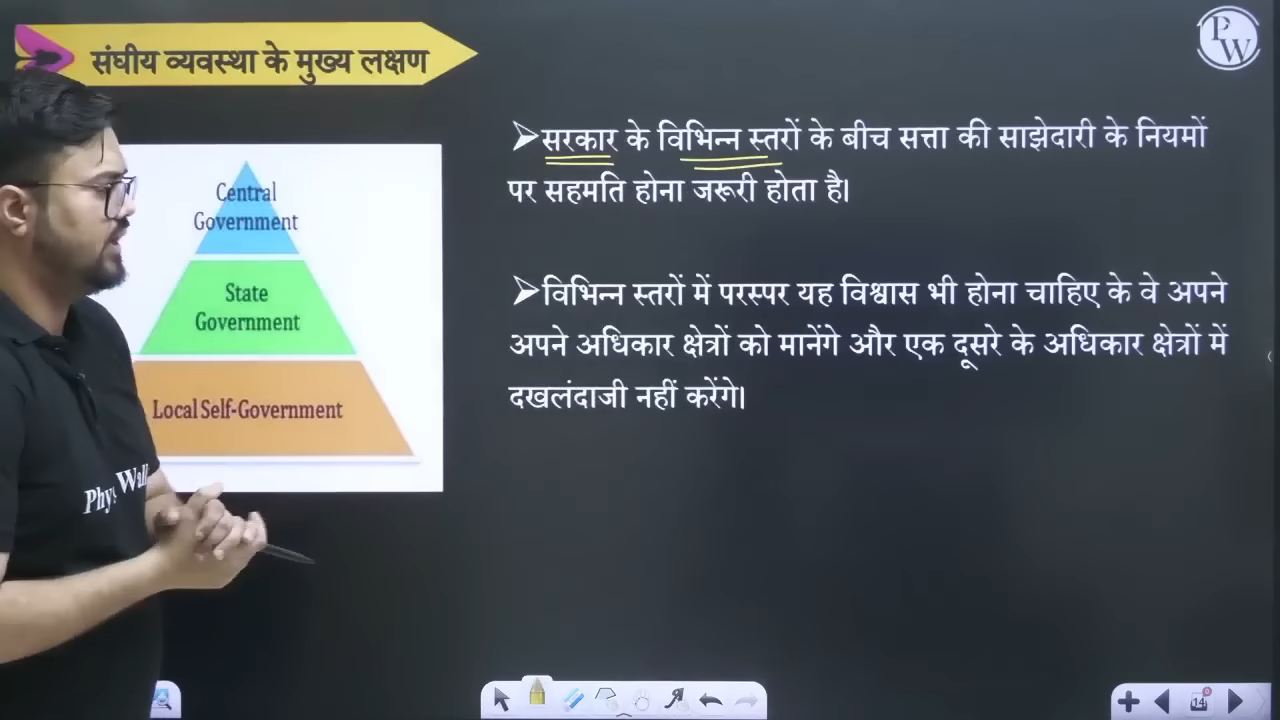 संघीय व्यवस्था के मुख्य लक्षण
PW
Central
Government
State
Government
Local Self-Government
➢सरकार के विभिन्न स्तरों के बीच सत्ता की साझेदारी के नियमों
पर सहमति होना जरूरी होता है।
➢विभिन्न स्तरों में परस्पर यह विश्वास भी होना चाहिए के वे अपने
अपने अधिकार क्षेत्रों को मानेंगे और एक दूसरे के अधिकार क्षेत्रों में
दखलंदाजी नहीं करेंगे।
14